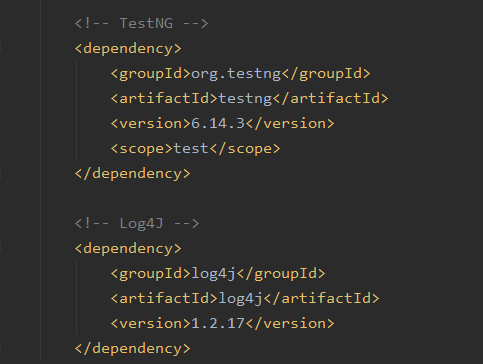 <!-- TestNG -->
<dependency>
<groupId>org.testng</groupId>
<artifactId>testng</artifactId>
<version>6.14.3</version>
<scope>test</scope>
</dependency>
<!-- Log4J -->
<dependency>
<groupId>log4j</groupId>
<artifactId>log4j</artifactId>
<version>1.2.17</version>
</dependency>